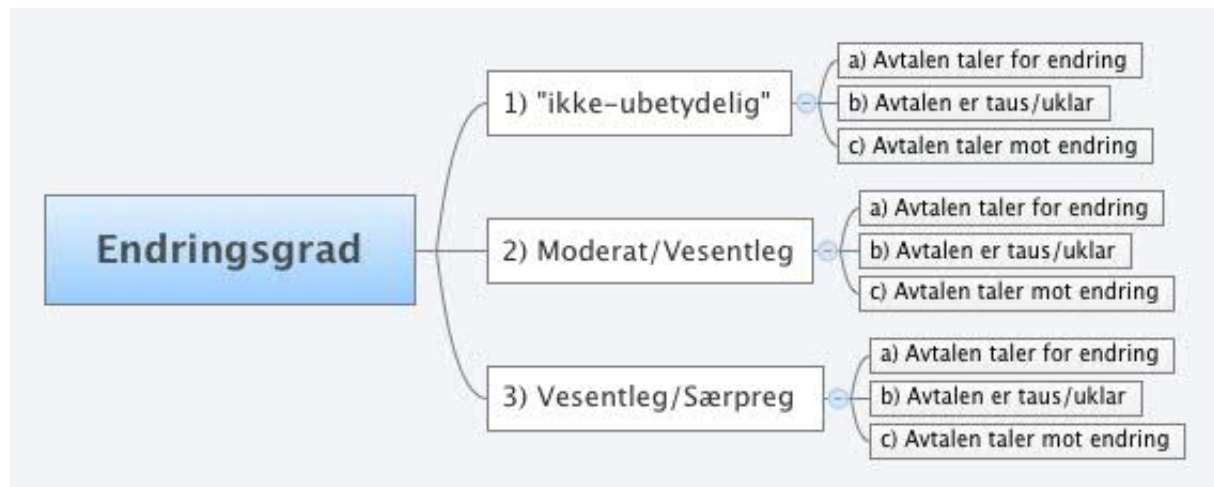 Endringsgrad
1) "ikke-ubetydelig"
a) Avtalen taler for endring
b) Avtalen er taus/uklar
c) Avtalen taler mot endring
2) Moderat/Vesentleg
a) Avtalen taler for endring
b) Avtalen er taus/uklar
c) Avtalen taler mot endring
3) Vesentleg/Særpreg
a) Avtalen taler for endring
b) Avtalen er taus/uklar
c) Avtalen taler mot endring